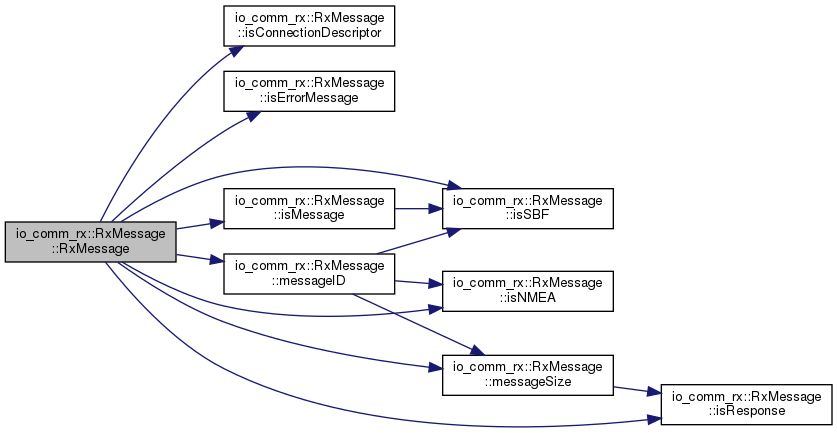 io_comm_rx::RxMessage
::isConnectionDescriptor
io_comm_rx::RxMessage
::isErrorMessage
io_comm_rx::RxMessage
::isMessage
io_comm_rx::RxMessage
::isSBF
io_comm_rx::RxMessage
::RxMessage
io_comm_rx::RxMessage
::messageID
io_comm_rx::RxMessage
::isNMEA
io_comm_rx::RxMessage
::messageSize
io_comm_rx::RxMessage
::isResponse